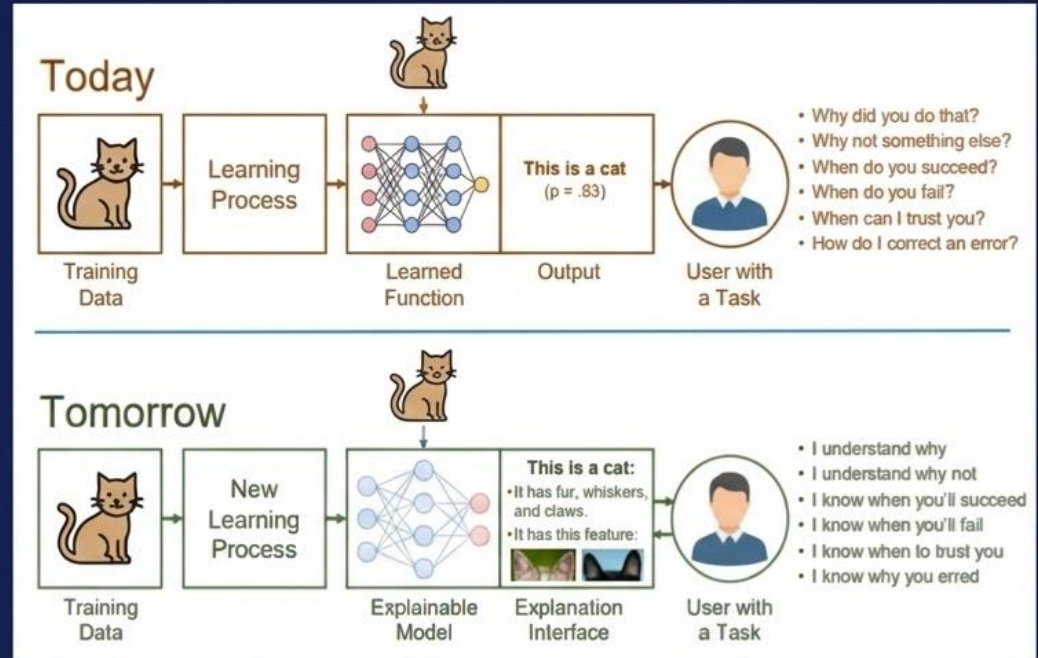 Today
Learning
Process
This is a cat
(p = .83)
• Why did you do that?
• Why not something else?
• When do you succeed?
• When do you fail?
• When can I trust you?
• How do I correct an error?
Training
Data
Learned
Function
Output
User with
a Task
Tomorrow
New
Learning
Process
This is a cat:
•It has fur, whiskers,
and claws.
•It has this feature:
• I understand why
• I understand why not
• I know when you'll succeed
• I know when you'll fail
• I know when to trust you
• I know why you erred
Training
Data
Explainable
Model
Explanation
Interface
User with
a Task